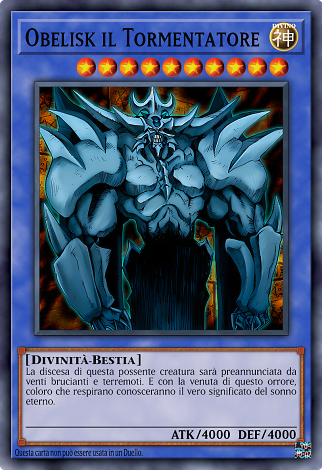 Obelisk il Tormentatore
DIVINO
神
[Divinità-Bestia]
La discesa di questa possente creatura sarà preannunciata da
venti brucianti e terremoti. E con la venuta di questo orrore,
coloro che respirano conosceranno il vero significato del sonno
eterno.
ATK/4000 DEF/4000
Questa carta non può essere usata in un Duello.